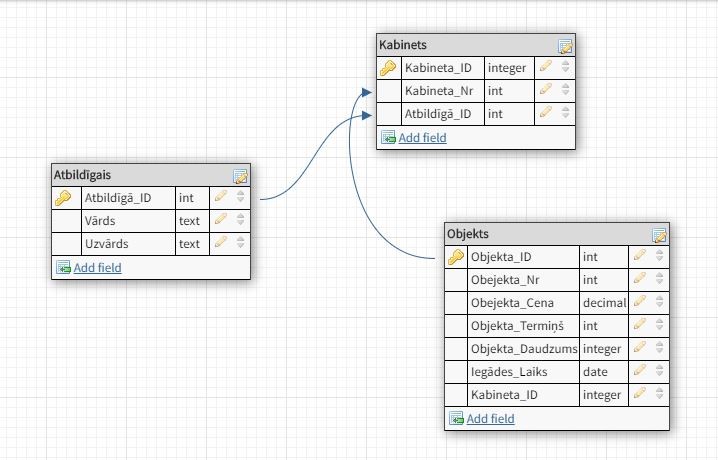 Kabinets
Kabineta_ID integer
Kabineta_Nr int
Atbildīgā_ID int
Add field
Atbildīgais
Atbildīgā_ID int
Vārds text
Uzvārds text
Add field
Objekts
Objekta_ID int
Obejekta_Nr int
Obejekta_Cena decimal
Objekta_Termiņš int
Objekta_Daudzums integer
Iegādes_Laiks date
Kabineta_ID integer
Add field